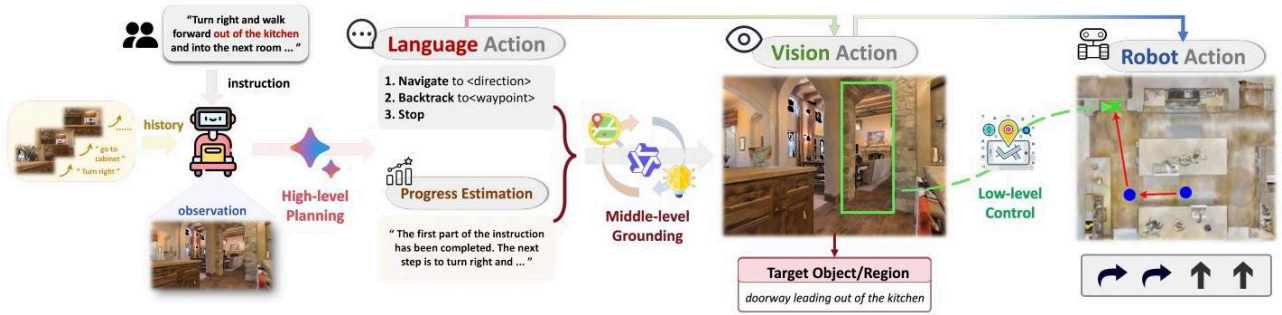 “Turn right and walk
forward out of the kitchen
and into the next room ... ”
instruction
history
......
“ go to
cabinet ”
“ Turn right ”
observation
High-level
Planning
Language Action
1. Navigate to <direction>
2. Backtrack to<waypoint>
3. Stop
Progress Estimation
“ The first part of the instruction
has been completed. The next
step is to turn right and ... ”
Middle-level
Grounding
Vision Action
Target Object/Region
doorway leading out of the kitchen
Low-level
Control
Robot Action